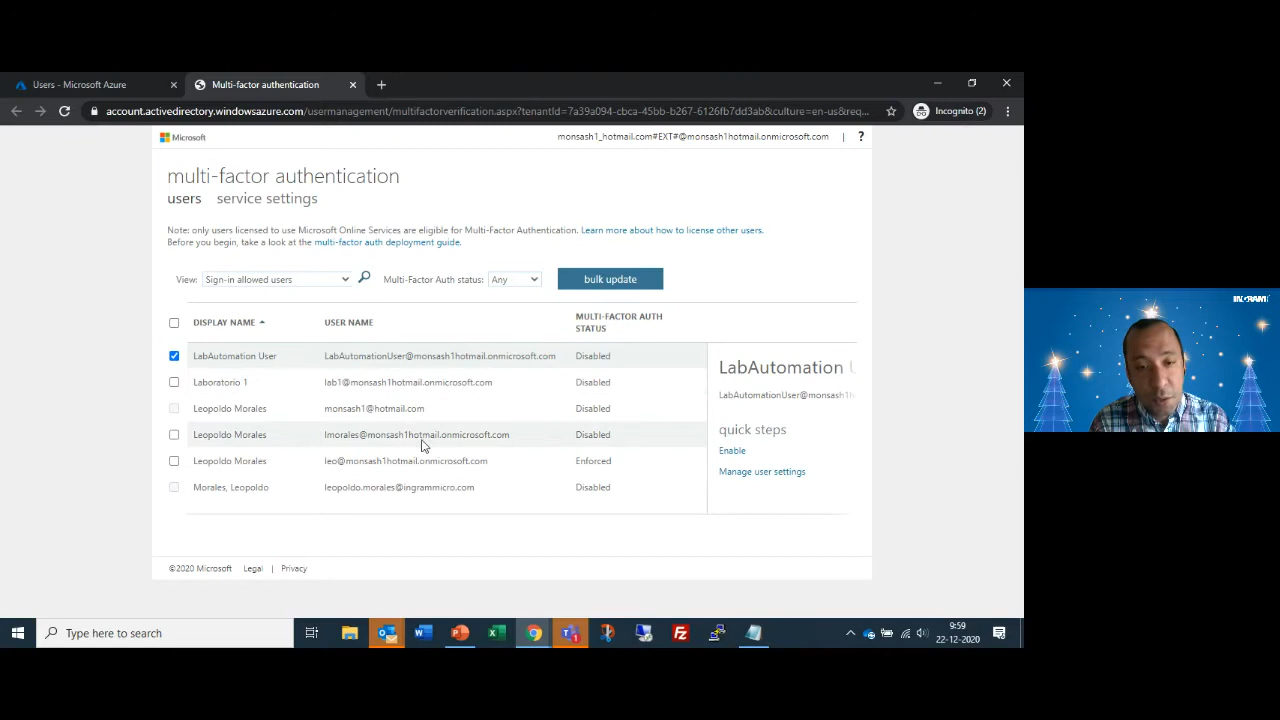 Users - Microsoft Azure
Multi-factor authentication
account.activedirectory.windowsazure.com/usermanagement/multifactorverification.aspx?tenantId=7a39a094-cbca-45bb-b267-6126fb7dd3ab&culture=en-us&req...
Incognito (2)
Microsoft
monsash1_hotmail.com#EXT#@monsash1hotmail.onmicrosoft.com | ?
multi-factor authentication
users service settings
Note: only users licensed to use Microsoft Online Services are eligible for Multi-Factor Authentication. Learn more about how to license other users.
Before you begin, take a look at the multi-factor auth deployment guide.
View: Sign-in allowed users Multi-Factor Auth status: Any bulk update
DISPLAY NAME USER NAME MULTI-FACTOR AUTH STATUS
LabAutomation User LabAutomationUser@monsash1hotmail.onmicrosoft.com Disabled
Laboratorio 1 lab1@monsash1hotmail.onmicrosoft.com Disabled
Leopoldo Morales monsash1@hotmail.com Disabled
Leopoldo Morales lmorales@monsash1hotmail.onmicrosoft.com Disabled
Leopoldo Morales leo@monsash1hotmail.onmicrosoft.com Enforced
Morales, Leopoldo leopoldo.morales@ingrammicro.com Disabled
LabAutomation U
LabAutomationUser@monsash1h
quick steps
Enable
Manage user settings
©2020 Microsoft Legal | Privacy
INGRAM
Type here to search
9:59
22-12-2020